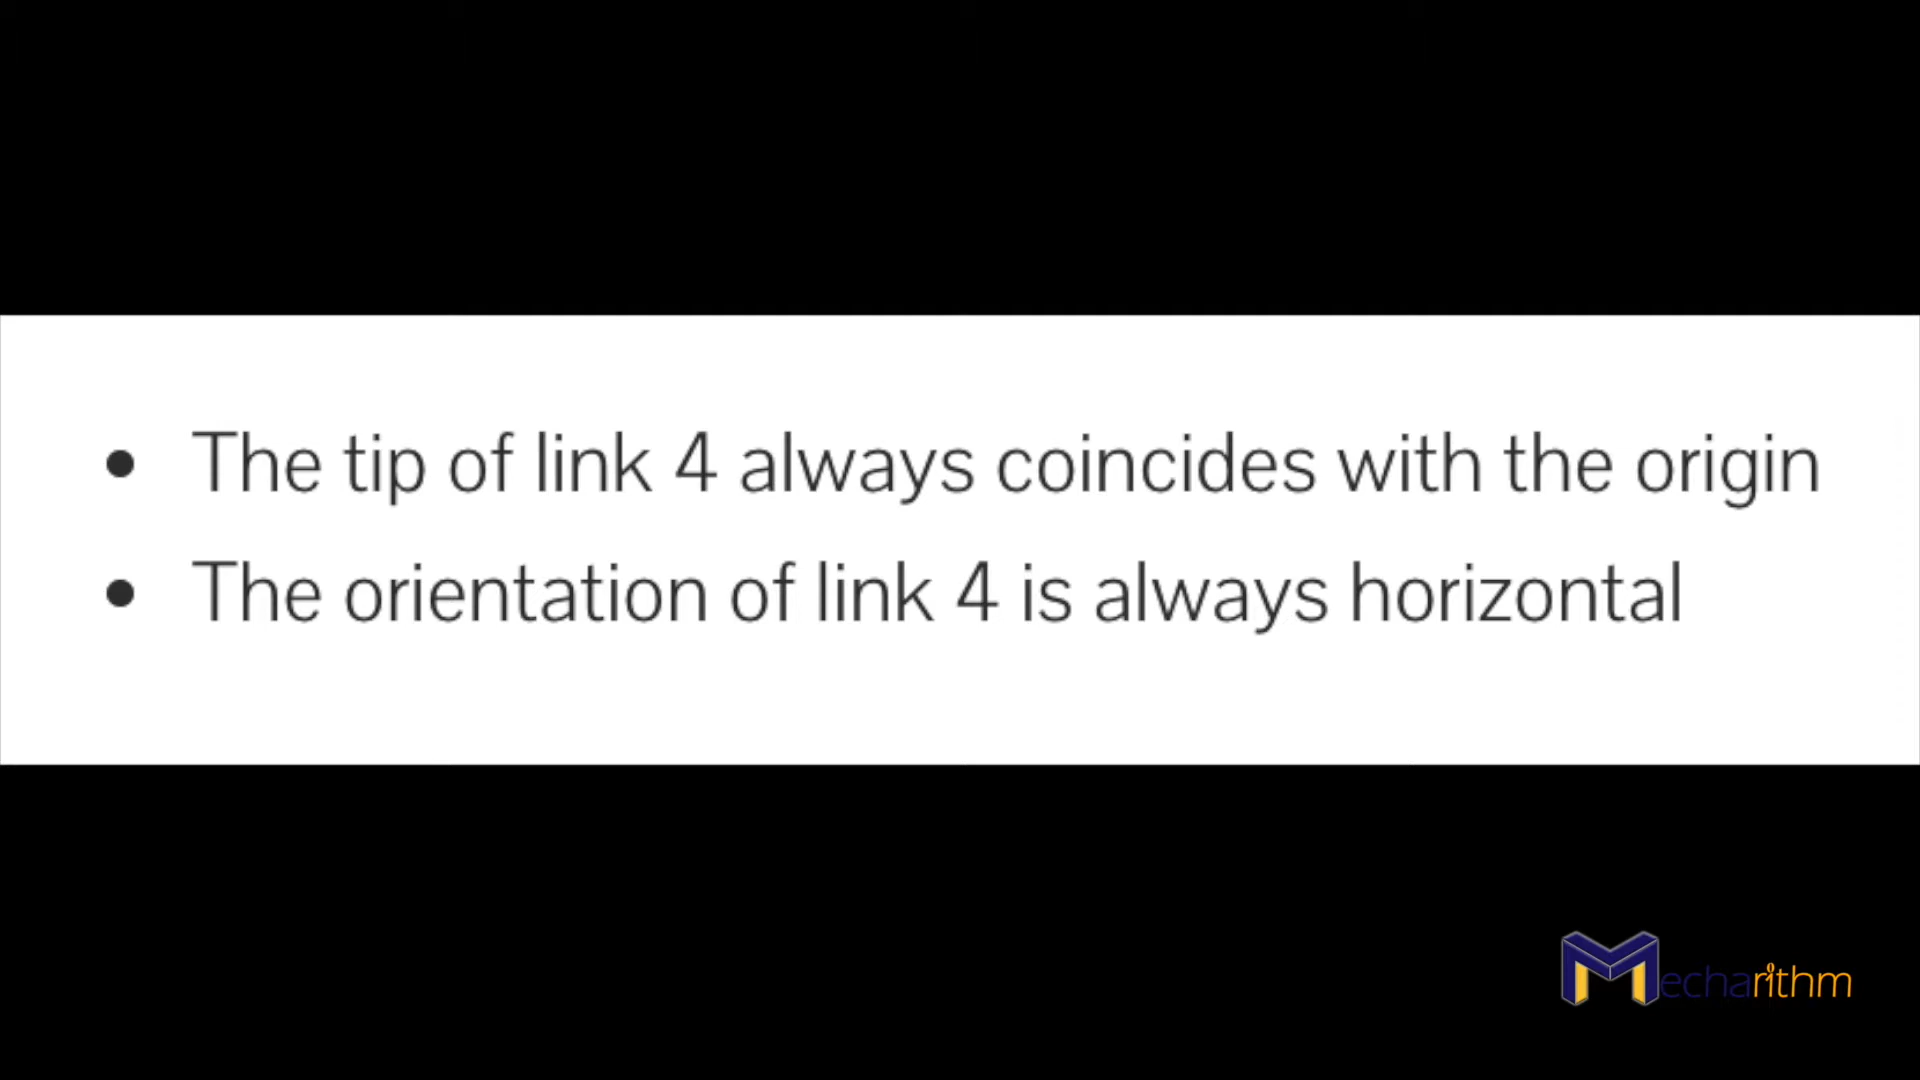 • The tip of link 4 always coincides with the origin
• The orientation of link 4 is always horizontal
Mecharithm